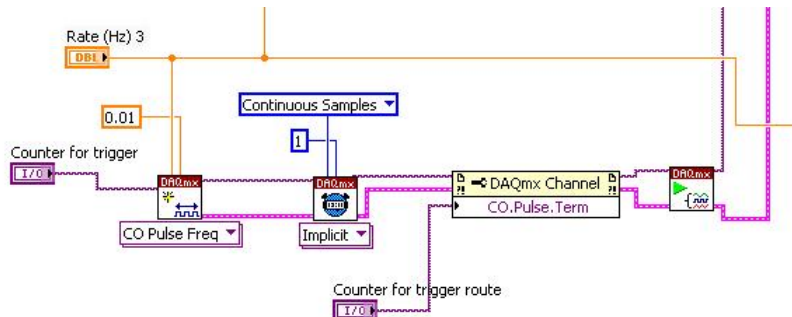 Rate (Hz) 3
DBL
0.01
Continuous Samples
1
Counter for trigger
I/O
DAQmx
DAQmx
DAQmx Channel
DAQmx
CO.Pulse.Term
CO Pulse Freq
Implicit
Counter for trigger route
I/O